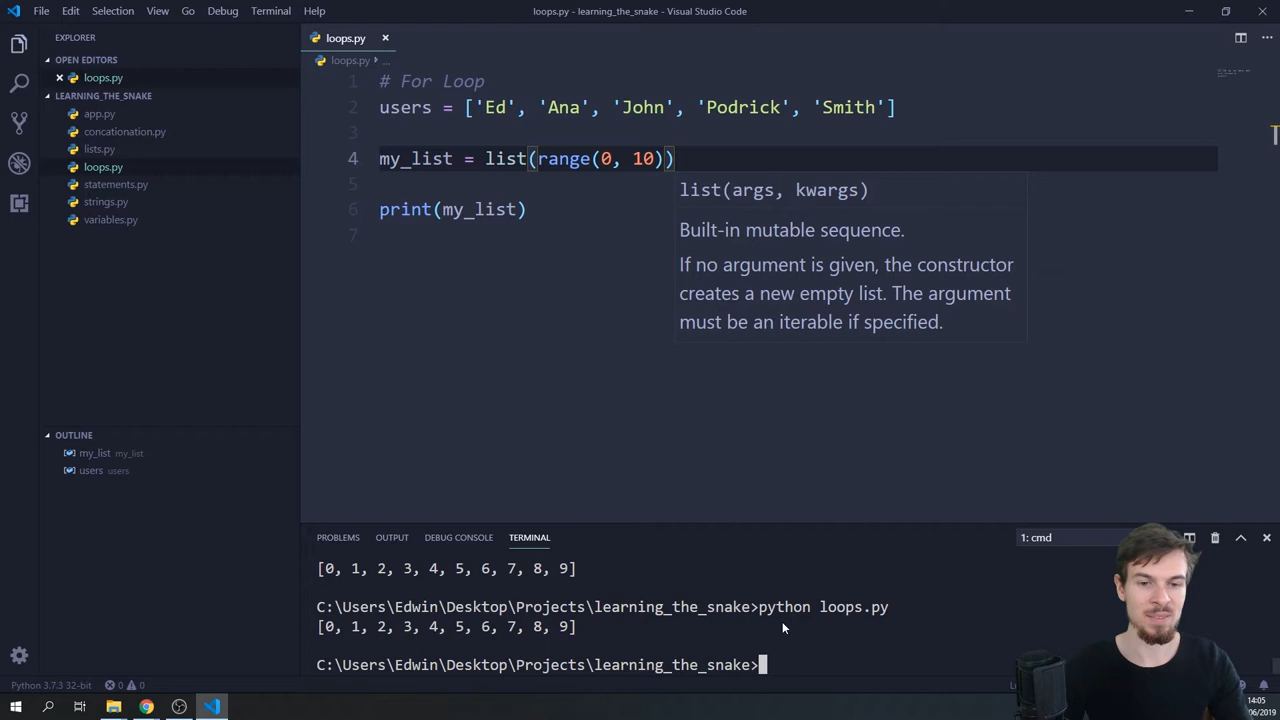 File Edit Selection View Go Debug Terminal Help
loops.py - learning_the_snake - Visual Studio Code
EXPLORER
OPEN EDITORS
loops.py
LEARNING_THE_SNAKE
app.py
concationation.py
lists.py
loops.py
statements.py
strings.py
variables.py
OUTLINE
my_list my_list
users users
loops.py
loops.py
1 # For Loop
2 users = ['Ed', 'Ana', 'John', 'Podrick', 'Smith']
3
4 my_list = list(range(0, 10))
5
6 print(my_list)
7
list(args, kwargs)
Built-in mutable sequence.
If no argument is given, the constructor
creates a new empty list. The argument
must be an iterable if specified.
PROBLEMS OUTPUT DEBUG CONSOLE TERMINAL
1: cmd
[0, 1, 2, 3, 4, 5, 6, 7, 8, 9]
C:\Users\Edwin\Desktop\Projects\learning_the_snake>python loops.py
[0, 1, 2, 3, 4, 5, 6, 7, 8, 9]
C:\Users\Edwin\Desktop\Projects\learning_the_snake>
Python 3.7.3 32-bit 0 0
14:05
06/2019